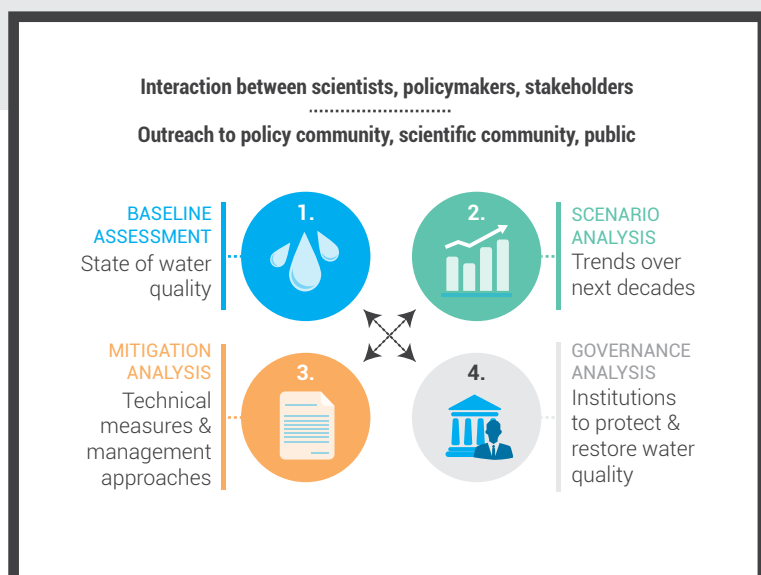 Interaction between scientists, policymakers, stakeholders
Outreach to policy community, scientific community, public
1.
BASELINE
ASSESSMENT
State of water
quality
2.
SCENARIO
ANALYSIS
Trends over
next decades
3.
MITIGATION
ANALYSIS
Technical
measures &
management
approaches
4.
GOVERNANCE
ANALYSIS
Institutions
to protect &
restore water
quality